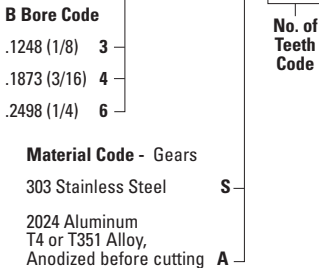 B Bore Code
.1248 (1/8) 3
.1873 (3/16) 4
.2498 (1/4) 6
No. of
Teeth
Code
Material Code - Gears
303 Stainless Steel S
2024 Aluminum
T4 or T351 Alloy,
Anodized before cutting A